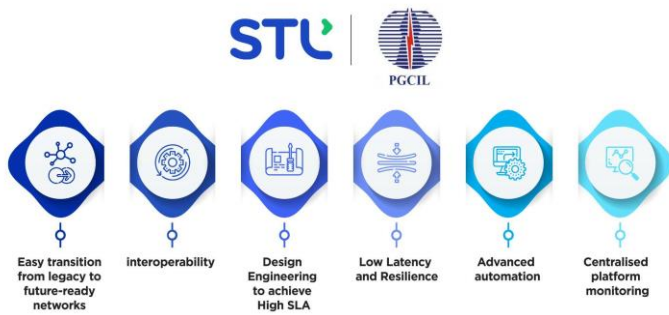 STL
PGCIL
Easy transition
from legacy to
future-ready
networks
interoperability
Design
Engineering
to achieve
High SLA
Low Latency
and Resilience
Advanced
automation
Centralised
platform
monitoring